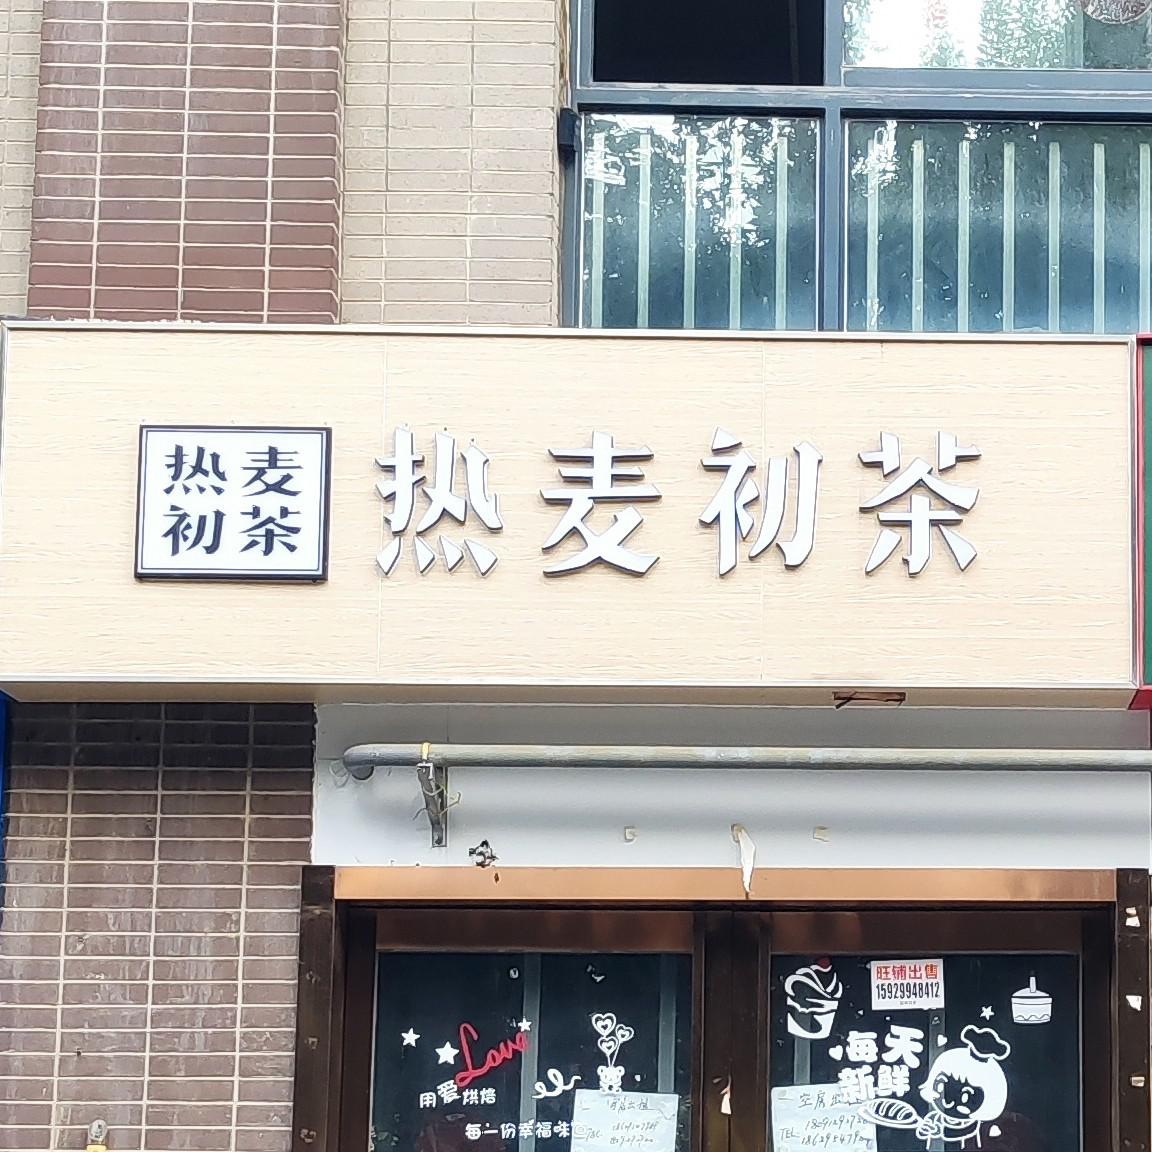 热麦
初茶
热麦初茶
旺铺出售
15929948412
Love
用爱烘焙
每一份幸福味
每天
新鲜
TEL